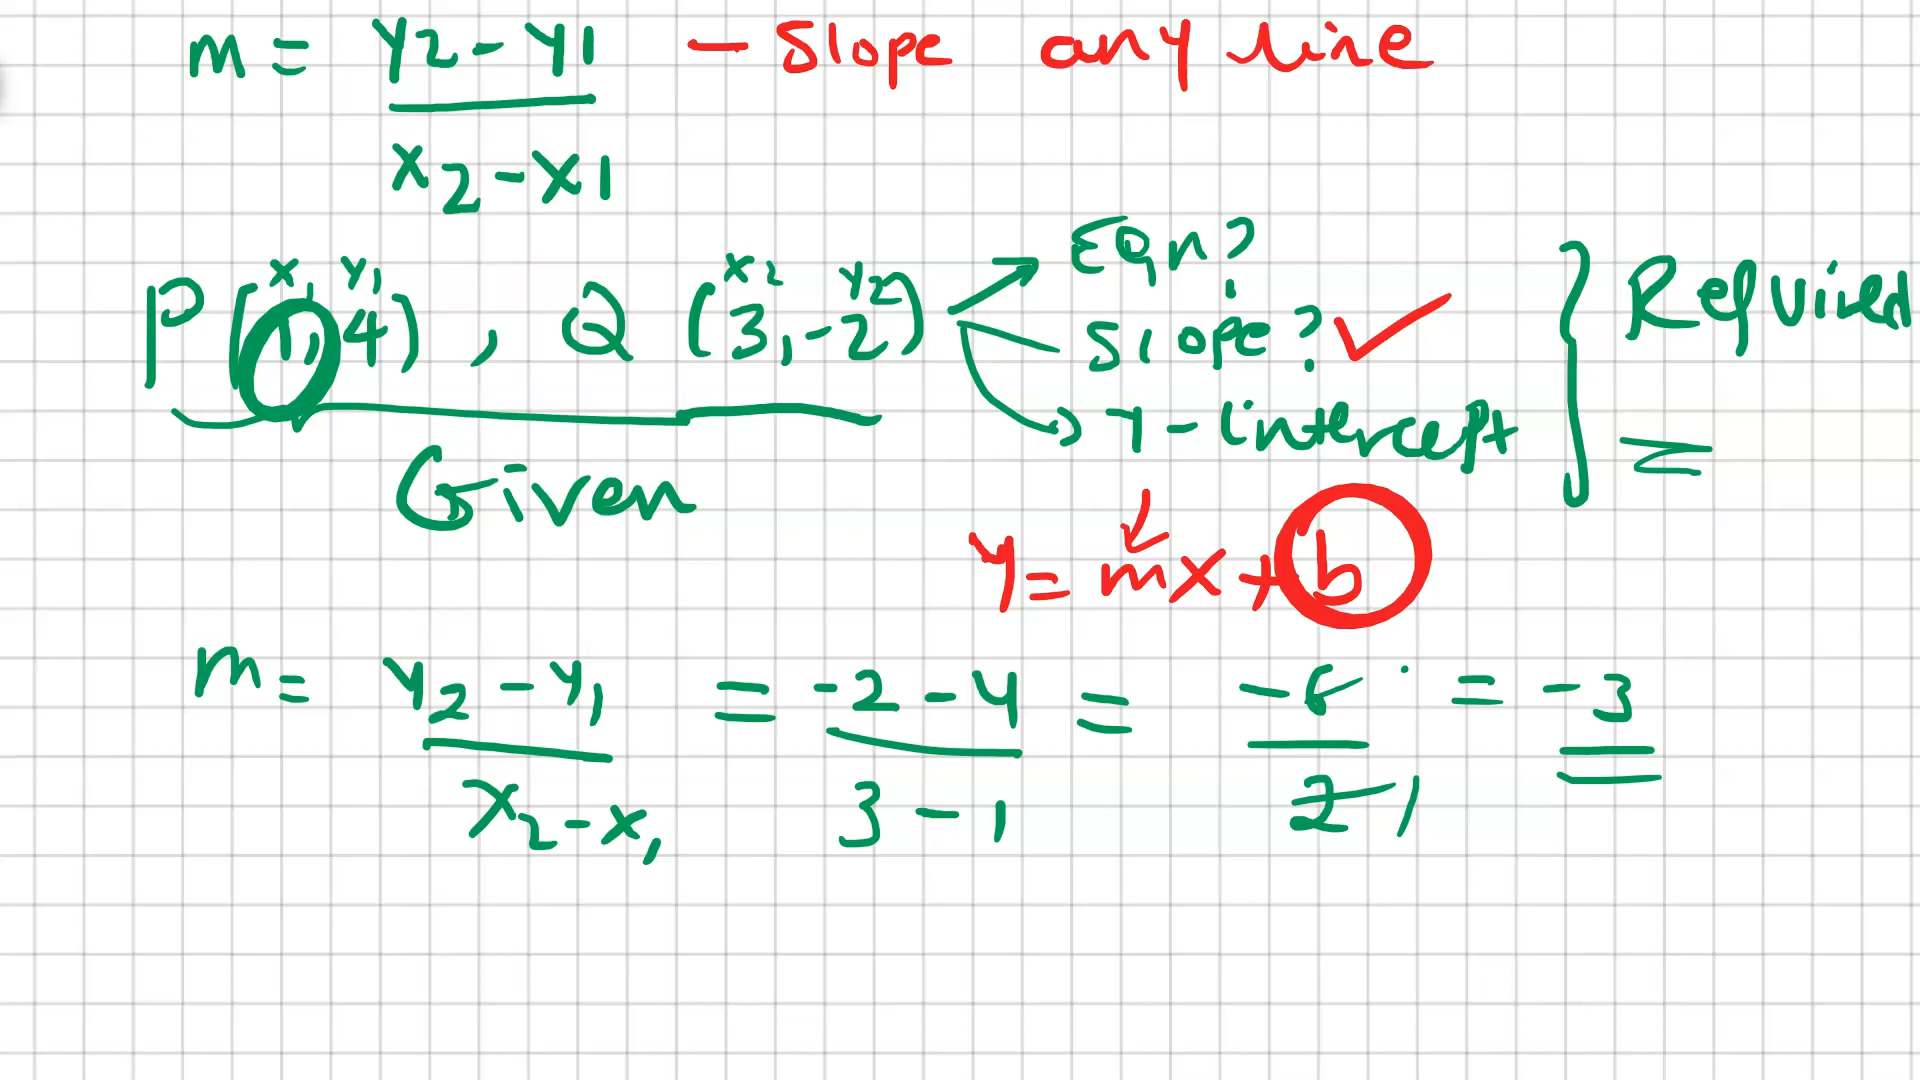 m = y2 - y1 / x2 - x1 — Slope any line
P(1, 4), Q(3, -2)
x1 y1 x2 y2
Eqn?
Slope? ✓
y - intercept
} Required
Given
y = mx + b
m = y2 - y1 / x2 - x1 = -2 - 4 / 3 - 1 = -6 / 2 1 = -3